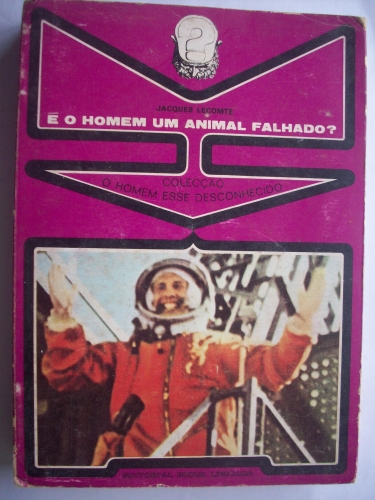 ?
JACQUES LECOMTE
É O HOMEM UM ANIMAL FALHADO?
COLECÇÃO
O HOMEM, ESSE DESCONHECIDO